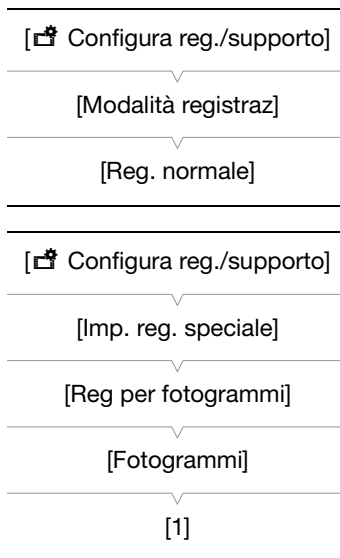 [ Configura reg./supporto]
[Modalità registraz]
[Reg. normale]
[ Configura reg./supporto]
[Imp. reg. speciale]
[Reg per fotogrammi]
[Fotogrammi]
[1]